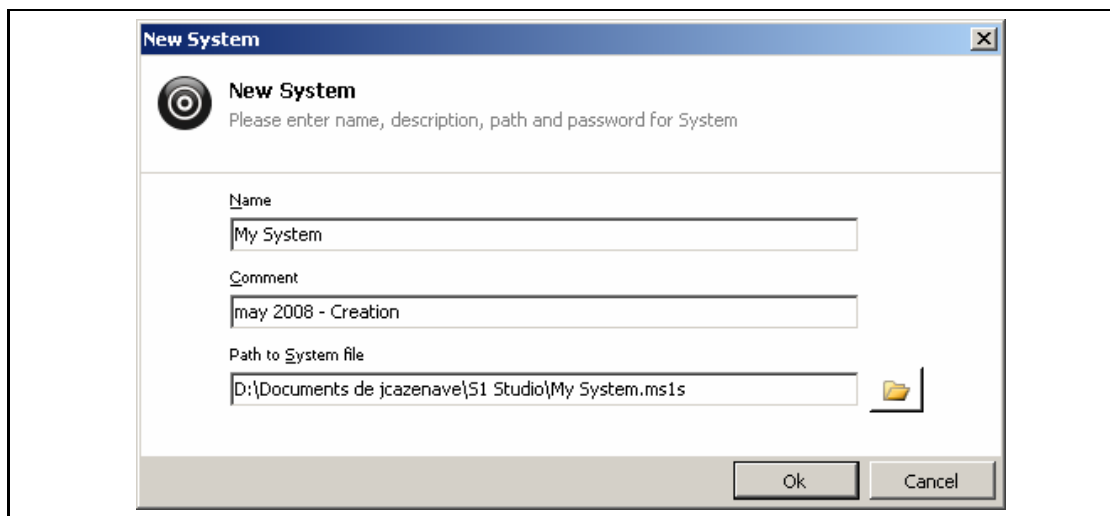 New System
New System
Please enter name, description, path and password for System
Name
My System
Comment
may 2008 - Creation
Path to System file
D:\Documents de jcazenave\S1 Studio\My System.ms1s
Ok Cancel